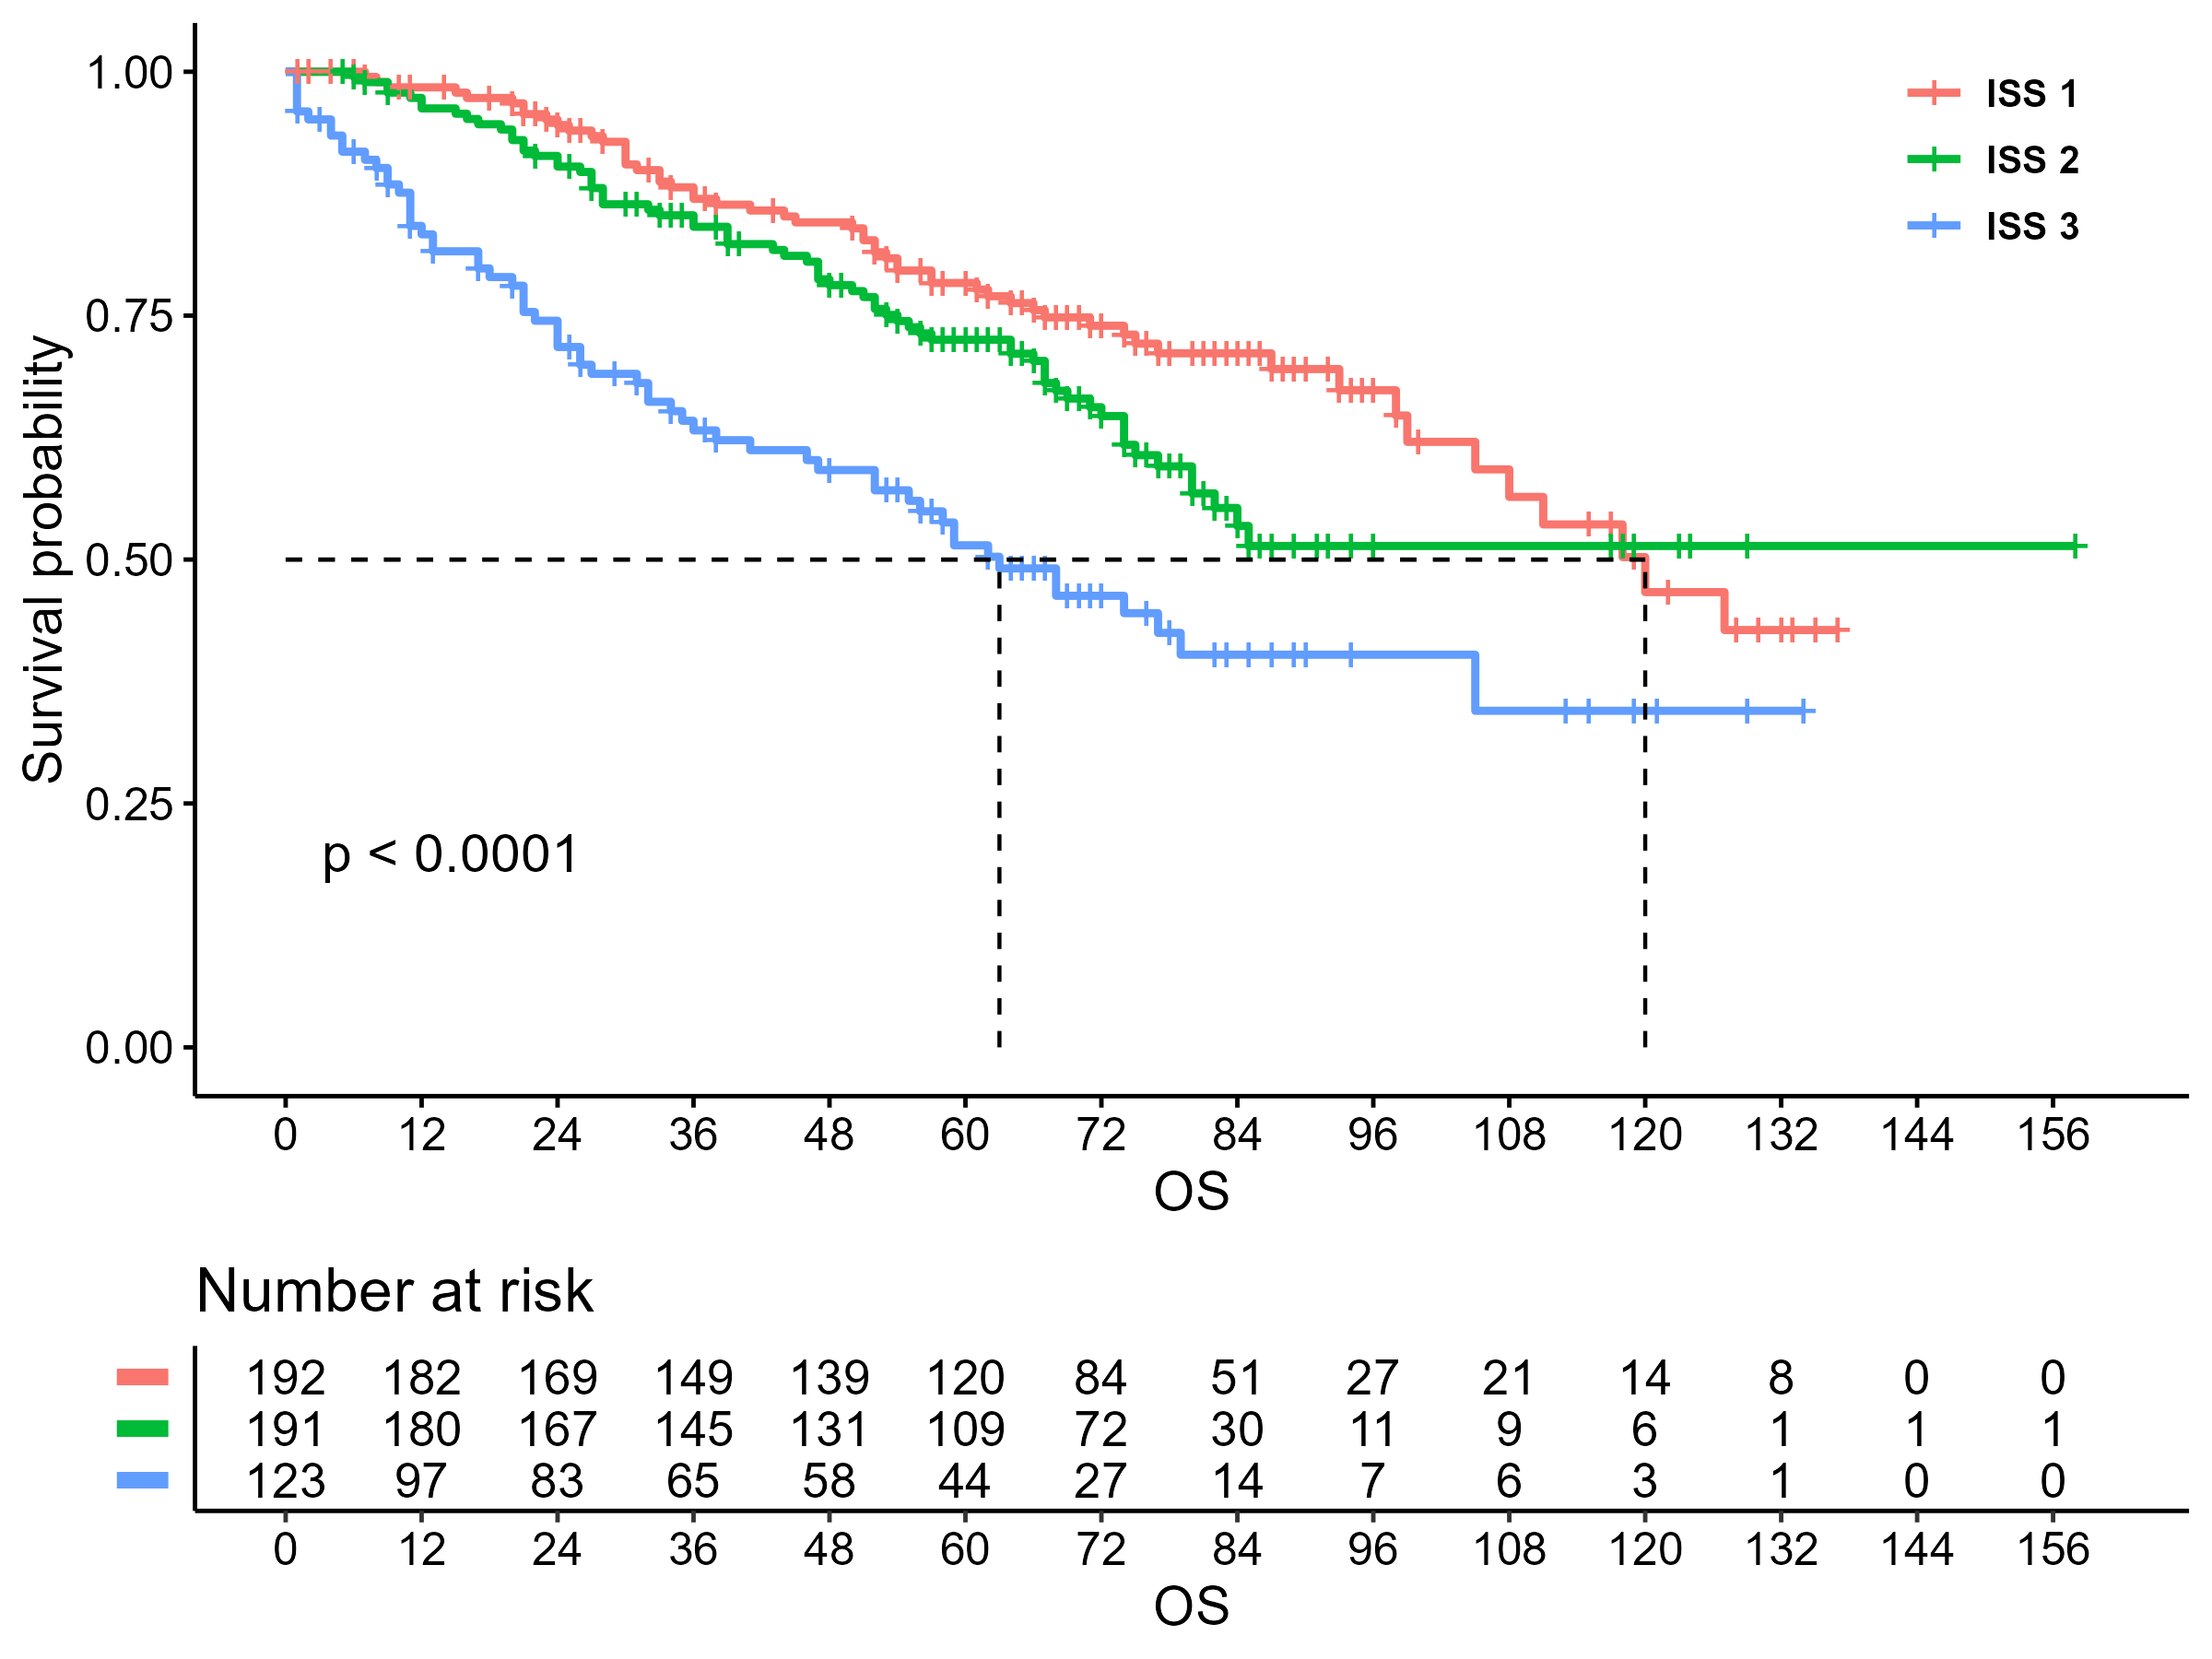 1.00
0.75
0.50
0.25
0.00
Survival probability
ISS 1
ISS 2
ISS 3
p < 0.0001
0 12 24 36 48 60 72 84 96 108 120 132 144 156
OS
Number at risk
192 182 169 149 139 120 84 51 27 21 14 8 0 0
191 180 167 145 131 109 72 30 11 9 6 1 1 1
123 97 83 65 58 44 27 14 7 6 3 1 0 0
0 12 24 36 48 60 72 84 96 108 120 132 144 156
OS